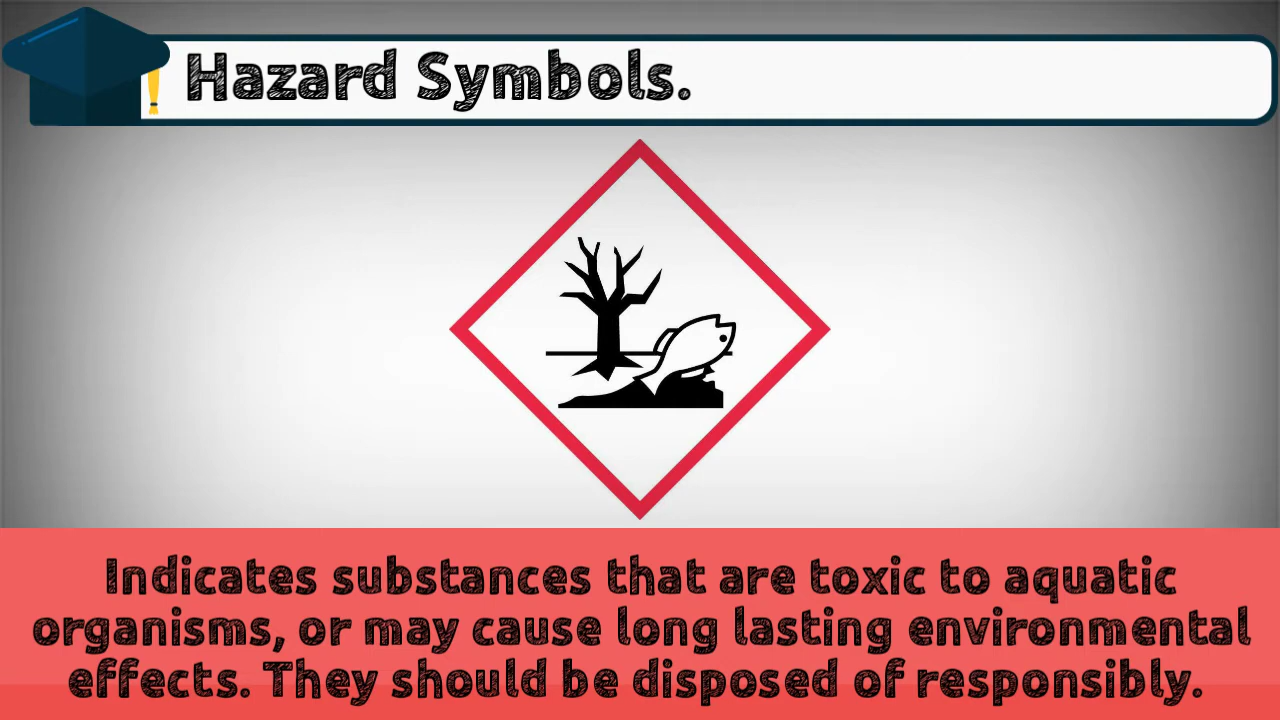 Hazard Symbols.
Indicates substances that are toxic to aquatic
organisms, or may cause long lasting environmental
effects. They should be disposed of responsibly.